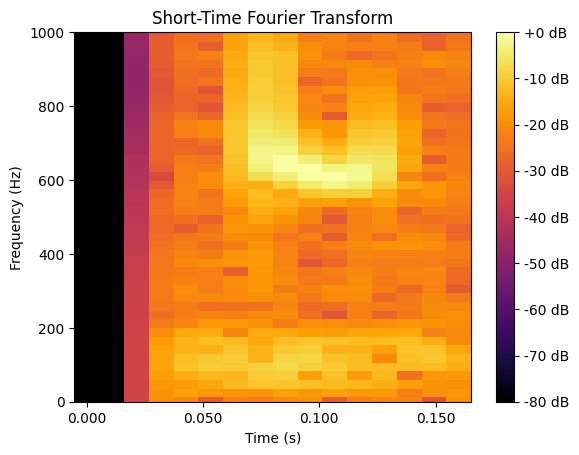 Short-Time Fourier Transform
1000
800
600
400
200
0
Frequency (Hz)
0.000
0.050
0.100
0.150
Time (s)
+0 dB
-10 dB
-20 dB
-30 dB
-40 dB
-50 dB
-60 dB
-70 dB
-80 dB